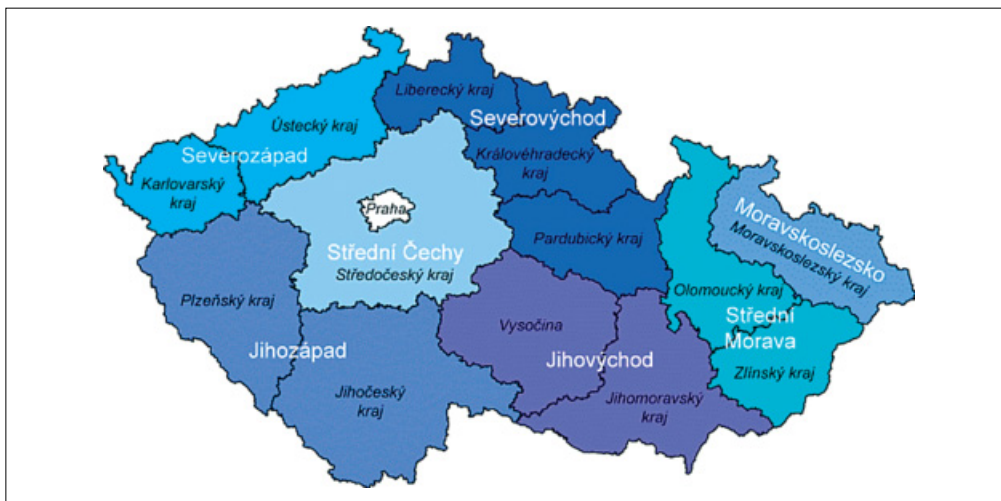 Liberecký kraj
Severovýchod
Ústecký kraj
Severozápad
Královéhradecký
kraj
Karlovarský
kraj
Praha
Moravskoslezsko
Moravskoslezský kraj
Pardubický kraj
Střední Čechy
Středočeský kraj
Plzeňský kraj
Olomoucký kraj
Střední
Morava
Vysočina
Jihozápad
Jihovýchod
Zlínský kraj
Jihočeský
kraj
Jihomoravský
kraj